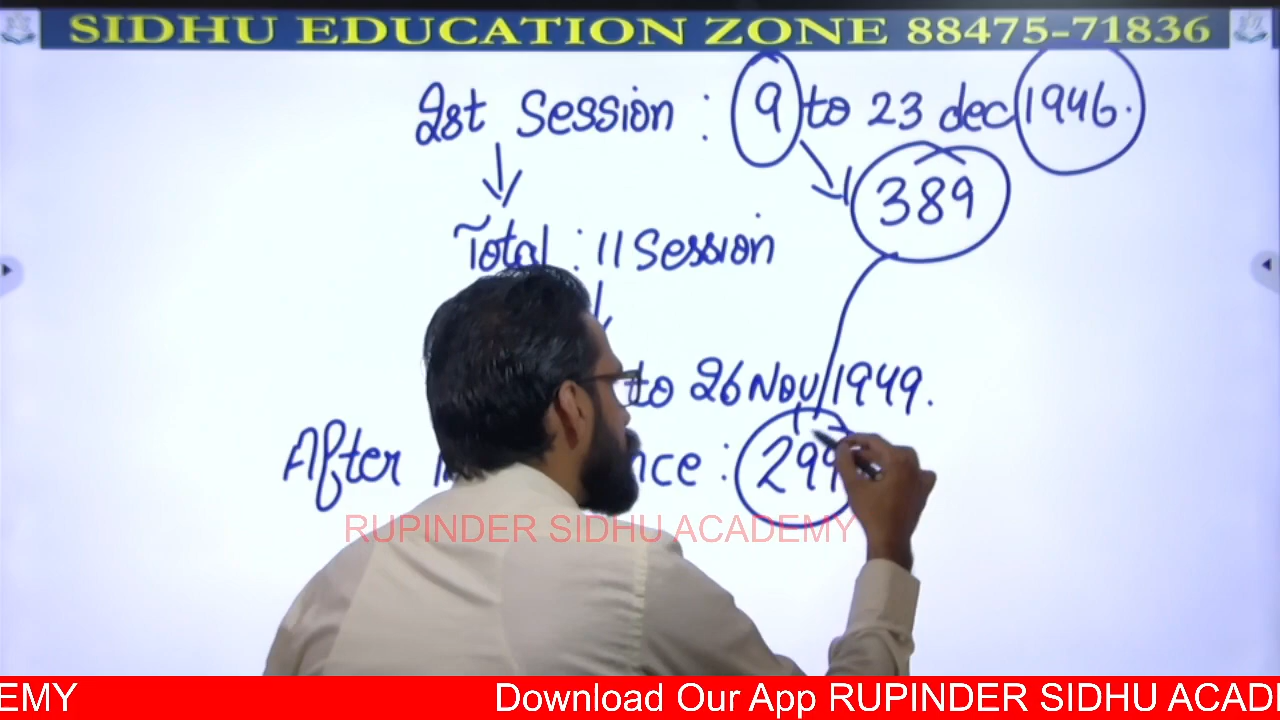 SIDHU EDUCATION ZONE 88475-71836
1st Session : 9 to 23 dec 1946.
389
Total : 11 Session
to 26 Nov/1949.
After : 299
RUPINDER SIDHU ACADEMY
EMY Download Our App RUPINDER SIDHU ACAD